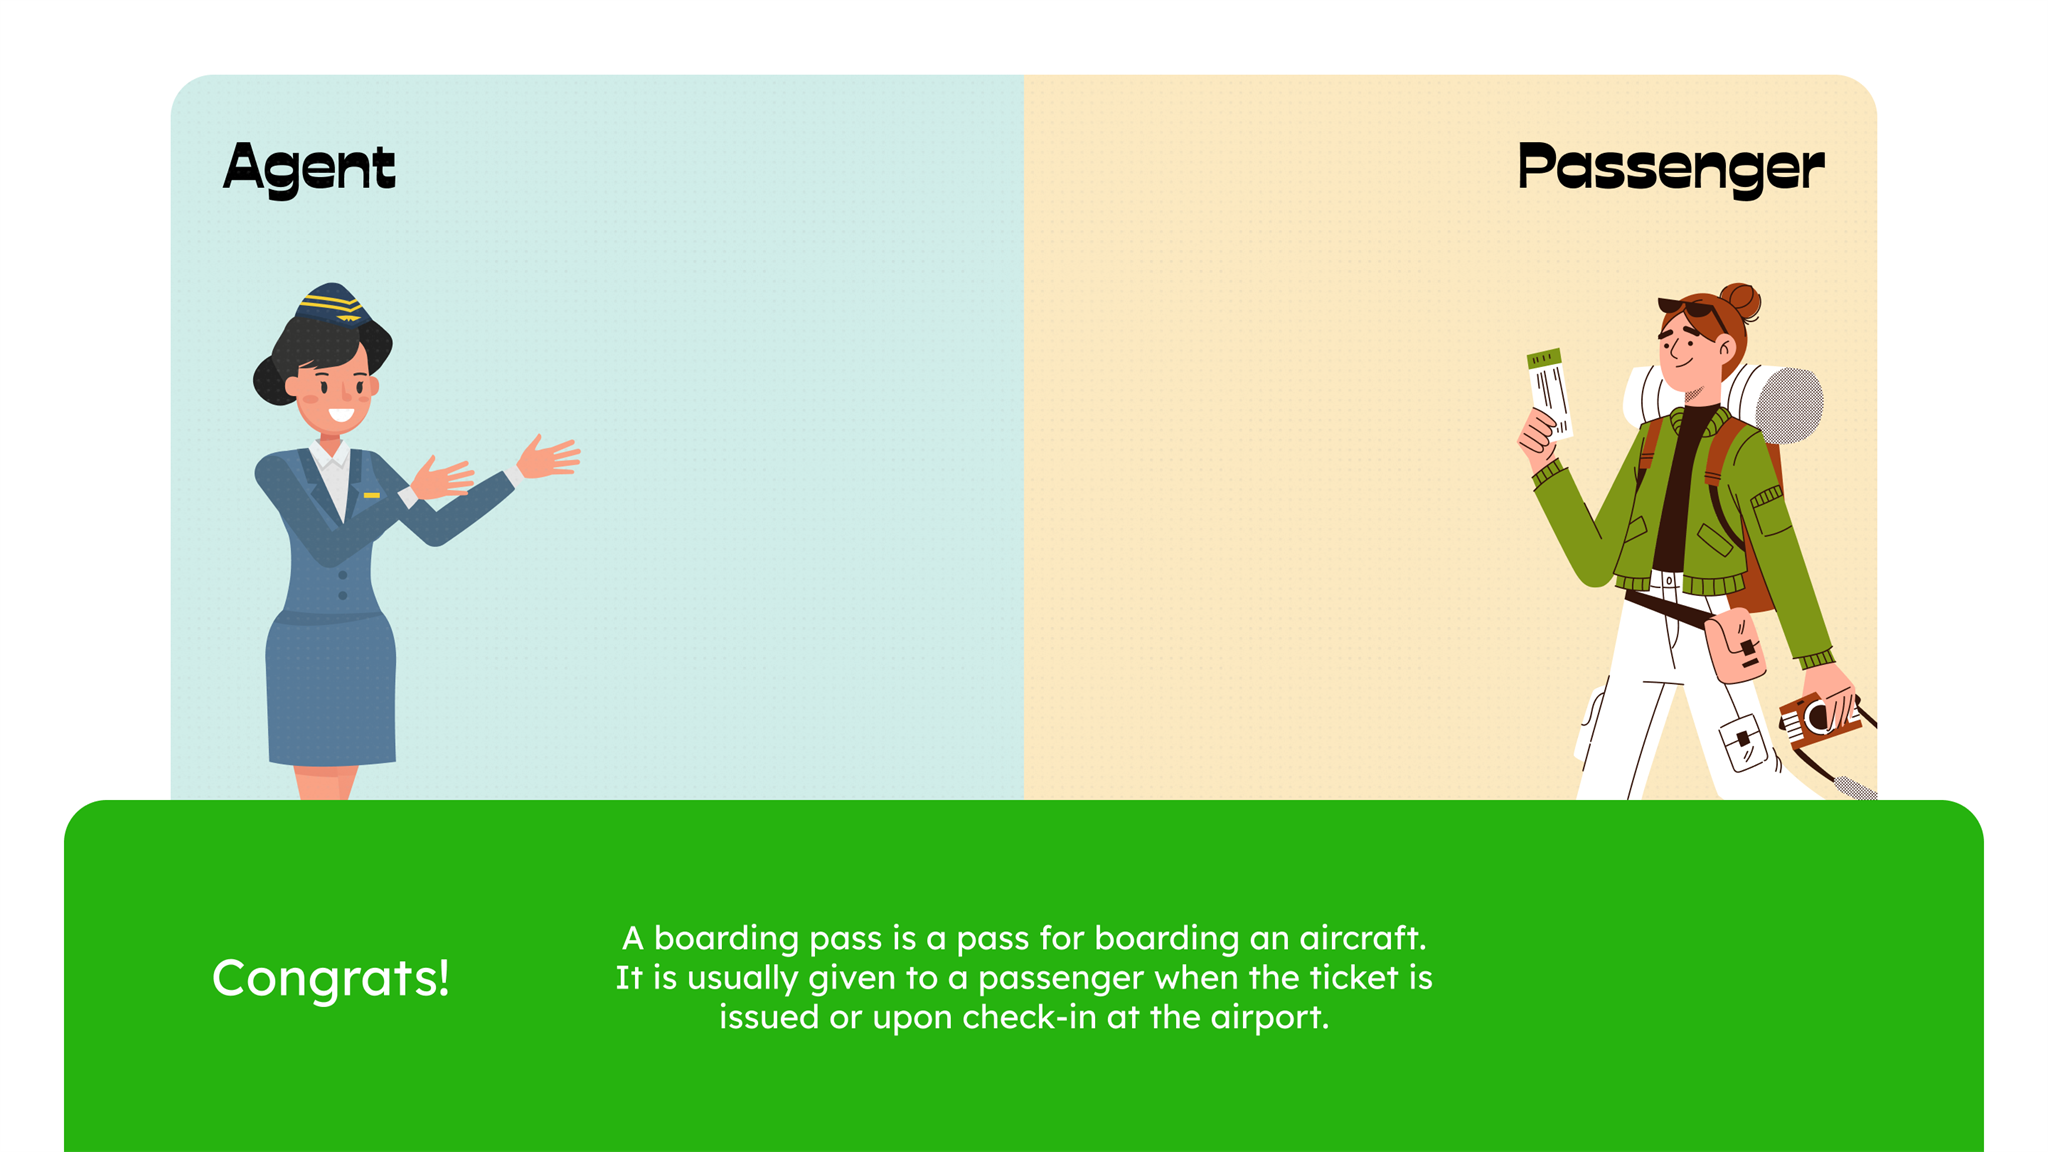 Agent
Passenger
Congrats!
A boarding pass is a pass for boarding an aircraft.
It is usually given to a passenger when the ticket is
issued or upon check-in at the airport.